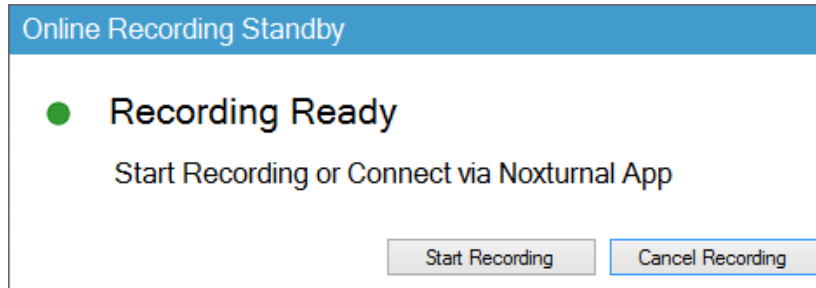 Online Recording Standby
Recording Ready
Start Recording or Connect via Noxturnal App
Start Recording
Cancel Recording